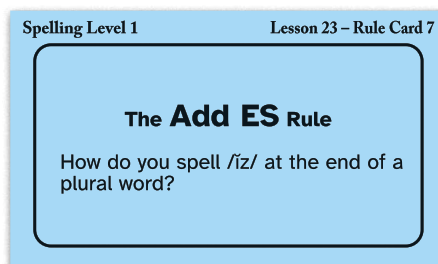 Spelling Level 1 Lesson 23 – Rule Card 7
The Add ES Rule
How do you spell /ĭz/ at the end of a
plural word?